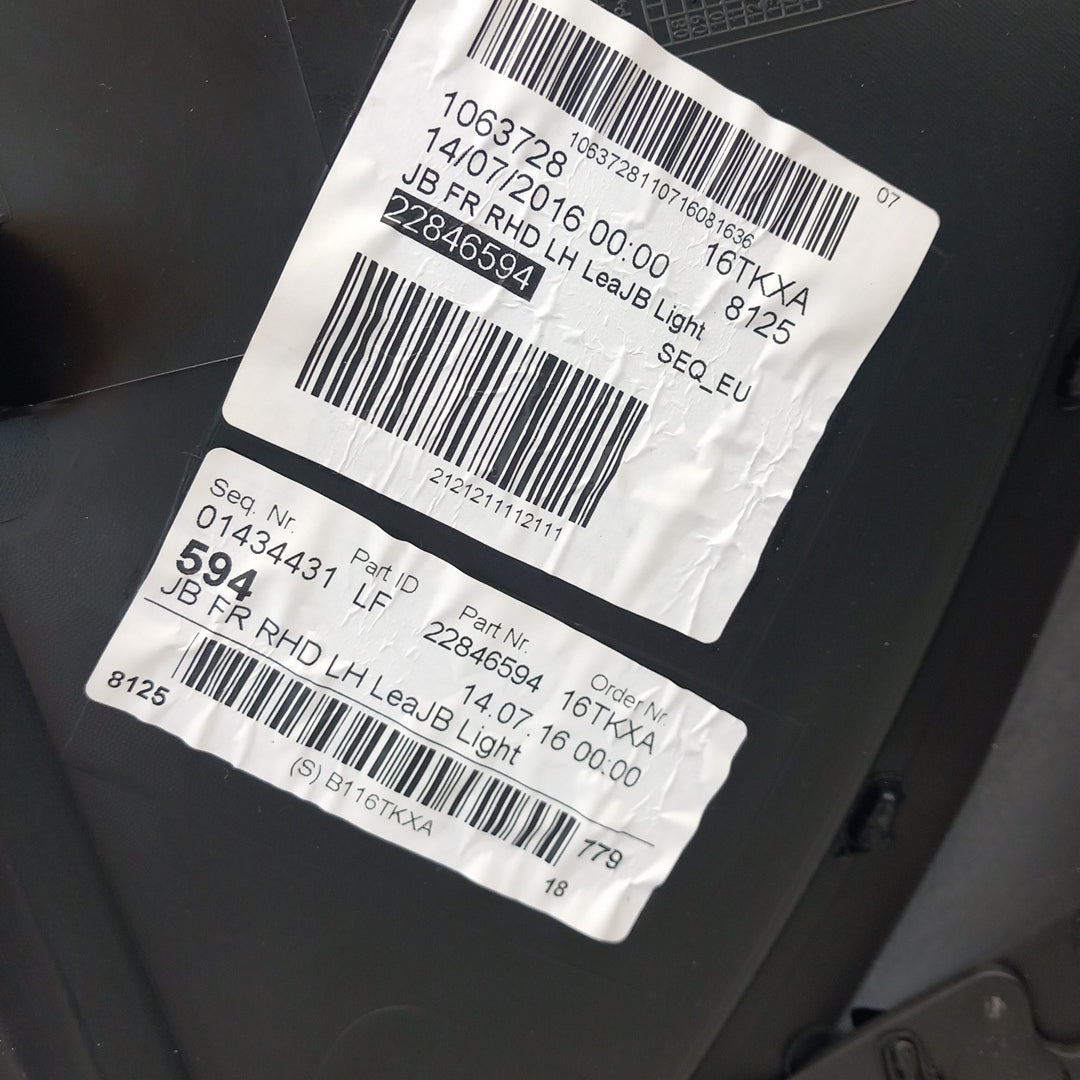 1063728110716081636
07
1063728
16TKXA
14/07/2016 00:00
8125
JB FR RHD LH LeaJB Light
22846594
SEQ_EU
2121211112111
Seq. Nr.
Part ID
Part Nr.
Order Nr.
01434431
LF
22846594
16TKXA
594
14.07.16 00:00
JB FR RHD LH LeaJB Light
8125
(S) B116TKXA
779
18